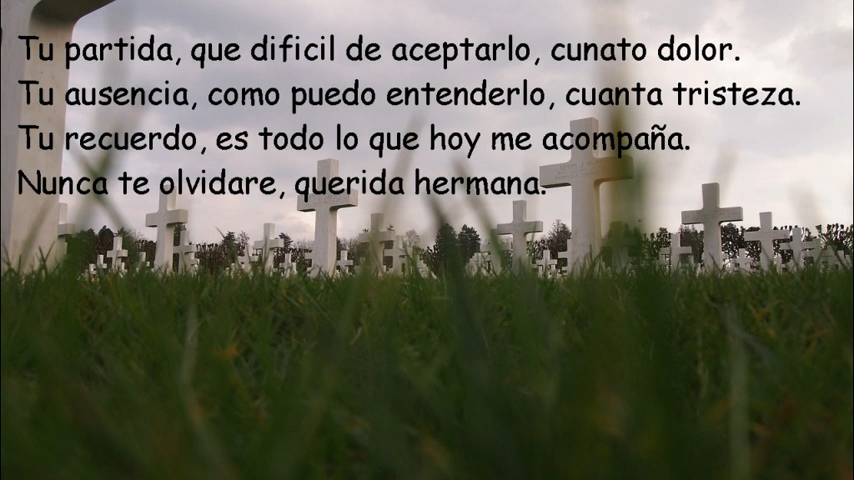 Tu partida, que dificil de aceptarlo, cunato dolor.
Tu ausencia, como puedo entenderlo, cuanta tristeza.
Tu recuerdo, es todo lo que hoy me acompaña.
Nunca te olvidare, querida hermana.